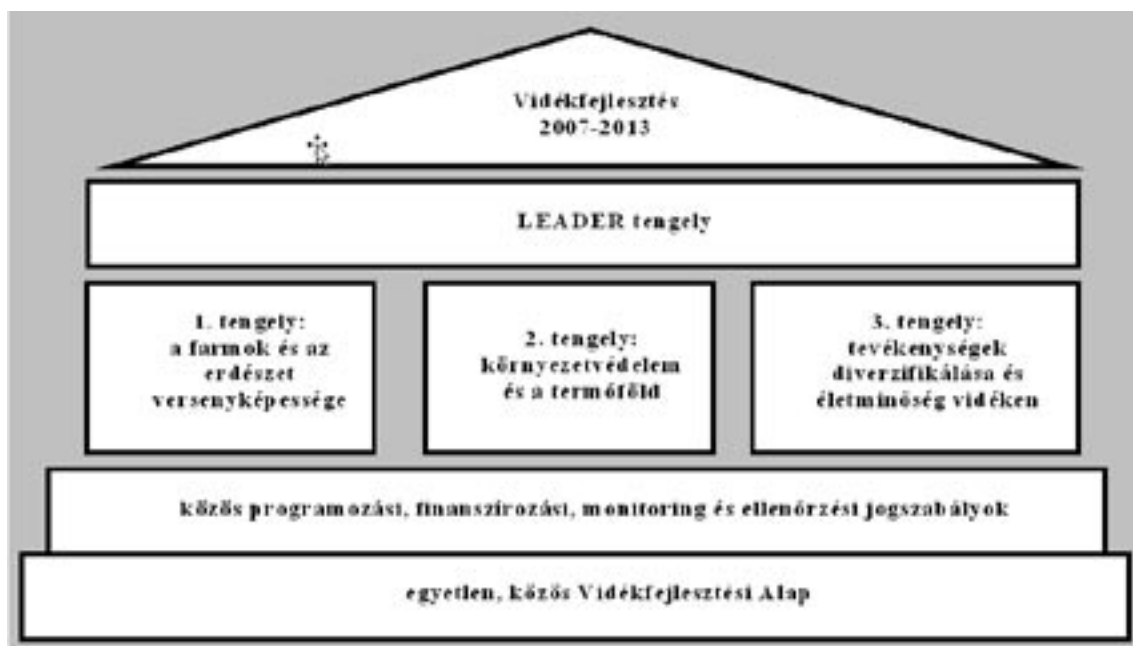 Vidékfejlesztés
2007-2013
LEADER tengely
1. tengely:
a farmok és az
erdészet
versenyképessége
2. tengely:
környezetvédelem
és a termőföld
3. tengely:
tevékenységek
diverzifikálása és
életminőség vidéken
közös programozási, finanszírozási, monitoring és ellenőrzési jogszabályok
egyetlen, közös Vidékfejlesztési Alap